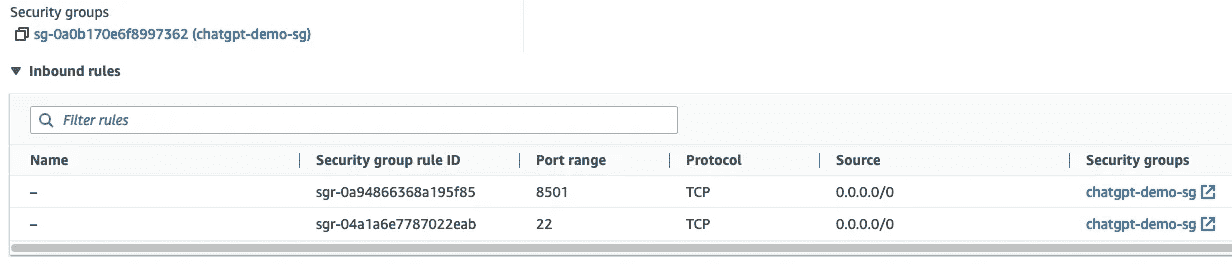 Security groups
sg-0a0b170e6f8997362 (chatgpt-demo-sg)
Inbound rules
Filter rules
Name Security group rule ID Port range Protocol Source Security groups
– sgr-0a94866368a195f85 8501 TCP 0.0.0.0/0 chatgpt-demo-sg
– sgr-04a1a6e7787022eab 22 TCP 0.0.0.0/0 chatgpt-demo-sg